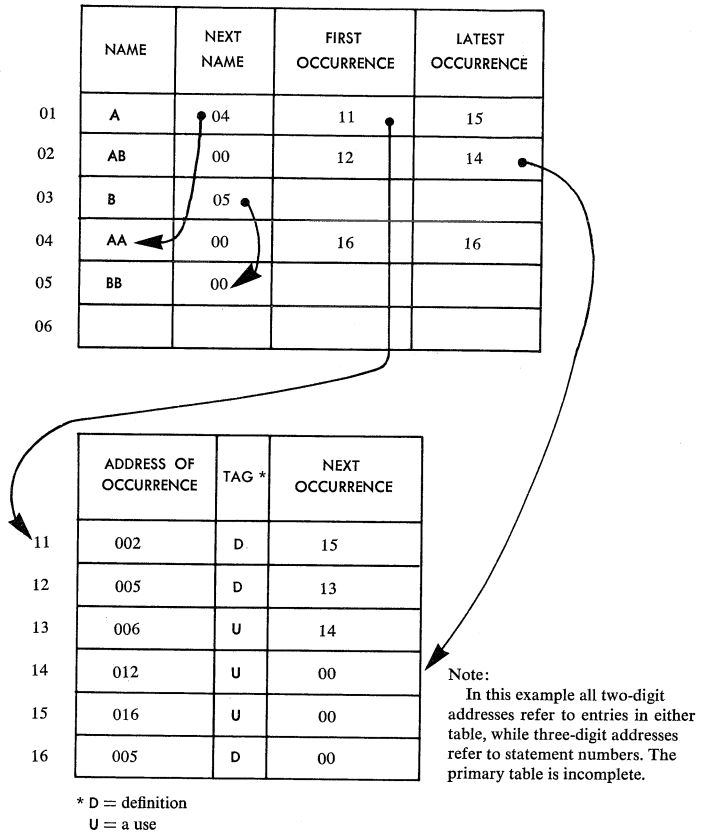 NAME NEXT NAME FIRST OCCURRENCE LATEST OCCURRENCE
01 A 04 11 15
02 AB 00 12 14
03 B 05
04 AA 00 16 16
05 BB 00
06
ADDRESS OF OCCURRENCE TAG * NEXT OCCURRENCE
11 002 D 15
12 005 D 13
13 006 U 14
14 012 U 00
15 016 U 00
16 005 D 00
Note:
In this example all two-digit
addresses refer to entries in either
table, while three-digit addresses
refer to statement numbers. The
primary table is incomplete.
* D = definition
U = a use